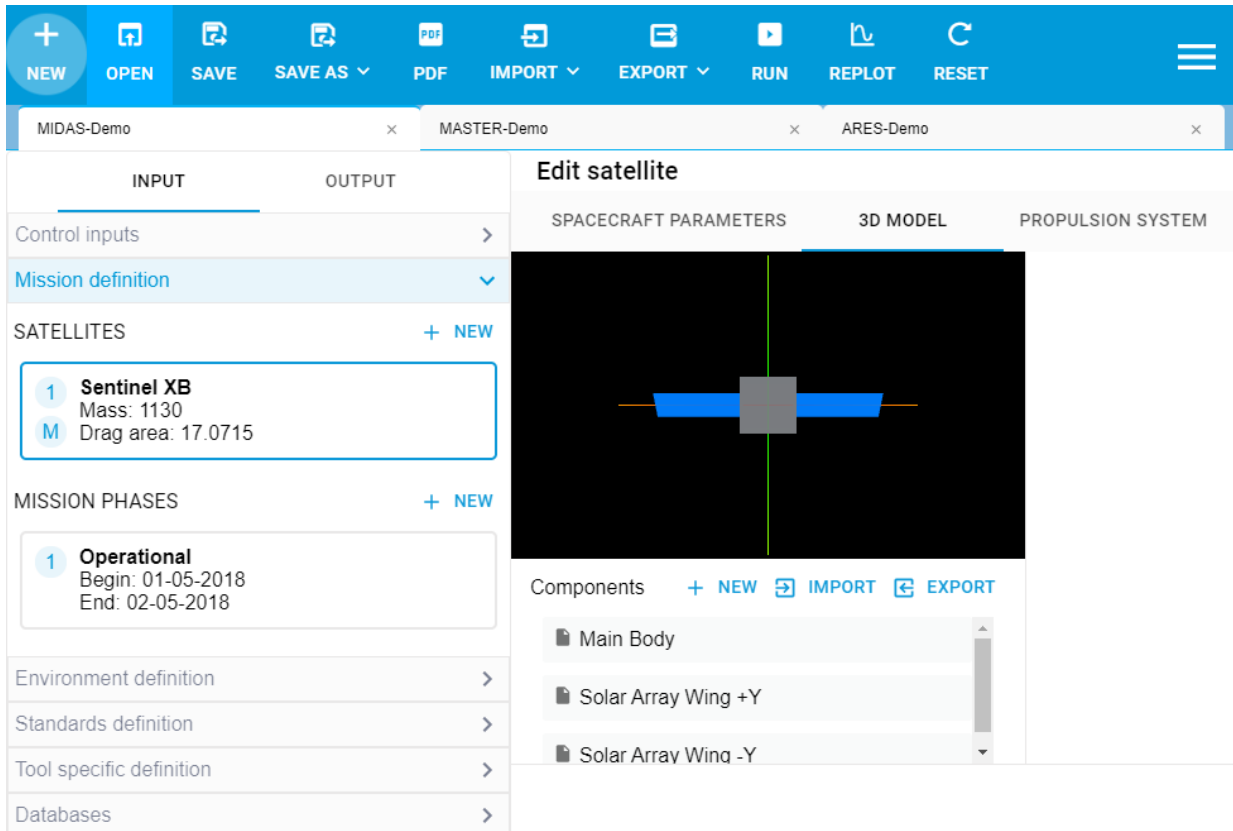 NEW OPEN SAVE SAVE AS PDF PDF IMPORT EXPORT RUN REPLOT RESET
MIDAS-Demo × MASTER-Demo × ARES-Demo ×
INPUT OUTPUT
Control inputs
Mission definition
SATELLITES + NEW
1 Sentinel XB
Mass: 1130
M Drag area: 17.0715
MISSION PHASES + NEW
1 Operational
Begin: 01-05-2018
End: 02-05-2018
Environment definition
Standards definition
Tool specific definition
Databases
Edit satellite
SPACECRAFT PARAMETERS 3D MODEL PROPULSION SYSTEM
Components + NEW IMPORT EXPORT
Main Body
Solar Array Wing +Y
Solar Array Wing -Y